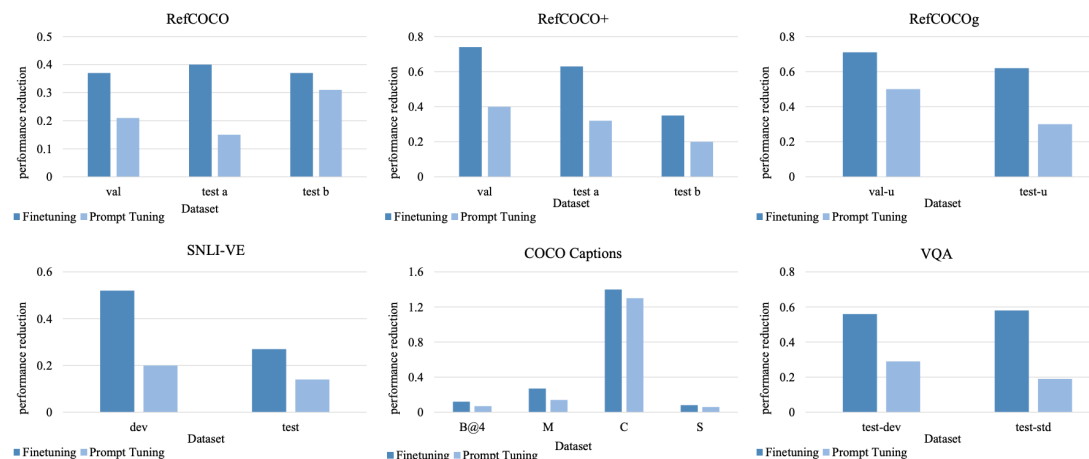 RefCOCO
performance reduction
0.5
0.4
0.3
0.2
0.1
0
val test a test b
Dataset
Finetuning Prompt Tuning
RefCOCO+
performance reduction
0.8
0.6
0.4
0.2
0
val test a test b
Dataset
Finetuning Prompt Tuning
RefCOCOg
performance reduction
0.8
0.6
0.4
0.2
0
val-u test-u
Dataset
Finetuning Prompt Tuning
SNLI-VE
performance reduction
0.6
0.4
0.2
0
dev test
Dataset
Finetuning Prompt Tuning
COCO Captions
performance reduction
1.6
1.2
0.8
0.4
0
B@4 M C S
Dataset
Finetuning Prompt Tuning
VQA
performance reduction
0.8
0.6
0.4
0.2
0
test-dev test-std
Dataset
Finetuning Prompt Tuning